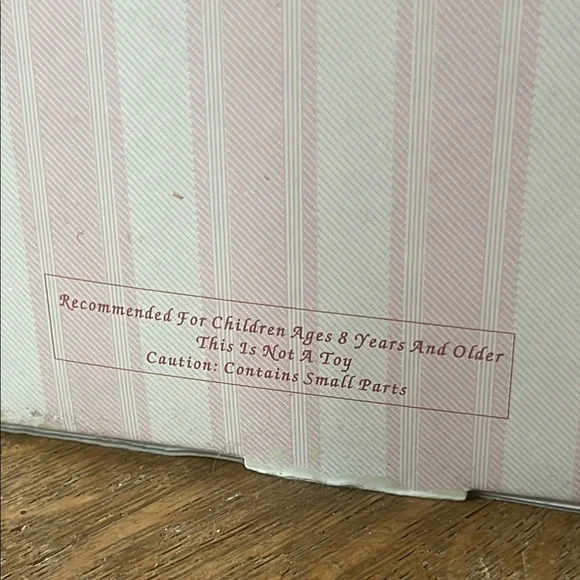 Recommended For Children Ages 8 Years And Older
This Is Not A Toy
Caution: Contains Small Parts